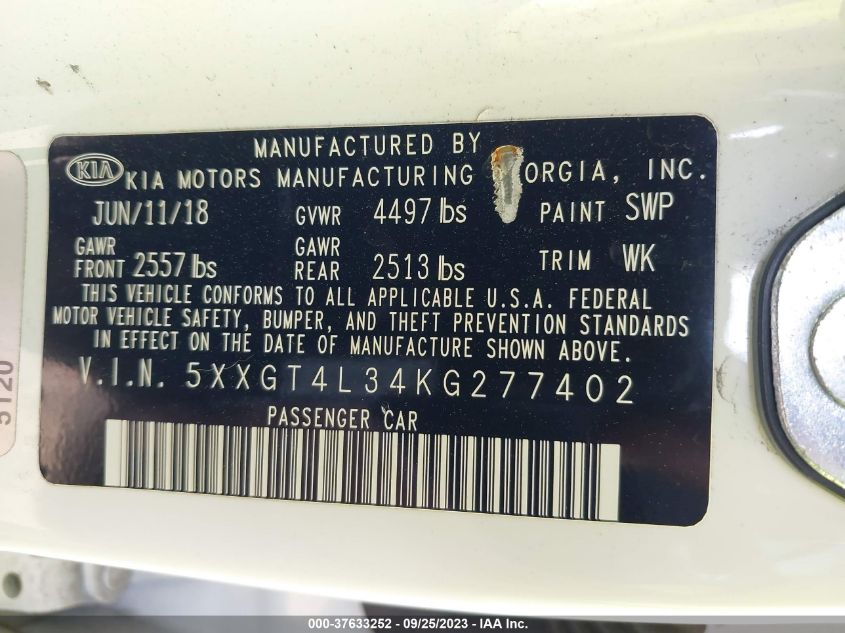 MANUFACTURED BY
KIA KIA MOTORS MANUFACTURING ORGIA, INC.
JUN/11/18 GVWR 4497 lbs PAINT SWP
GAWR FRONT 2557 lbs GAWR REAR 2513 lbs TRIM WK
THIS VEHICLE CONFORMS TO ALL APPLICABLE U.S.A. FEDERAL
MOTOR VEHICLE SAFETY, BUMPER, AND THEFT PREVENTION STANDARDS
IN EFFECT ON THE DATE OF MANUFACTURE SHOWN ABOVE.
V.I.N. 5XXGT4L34KG277402
PASSENGER CAR
5120
000-37633252 - 09/25/2023 - IAA Inc.